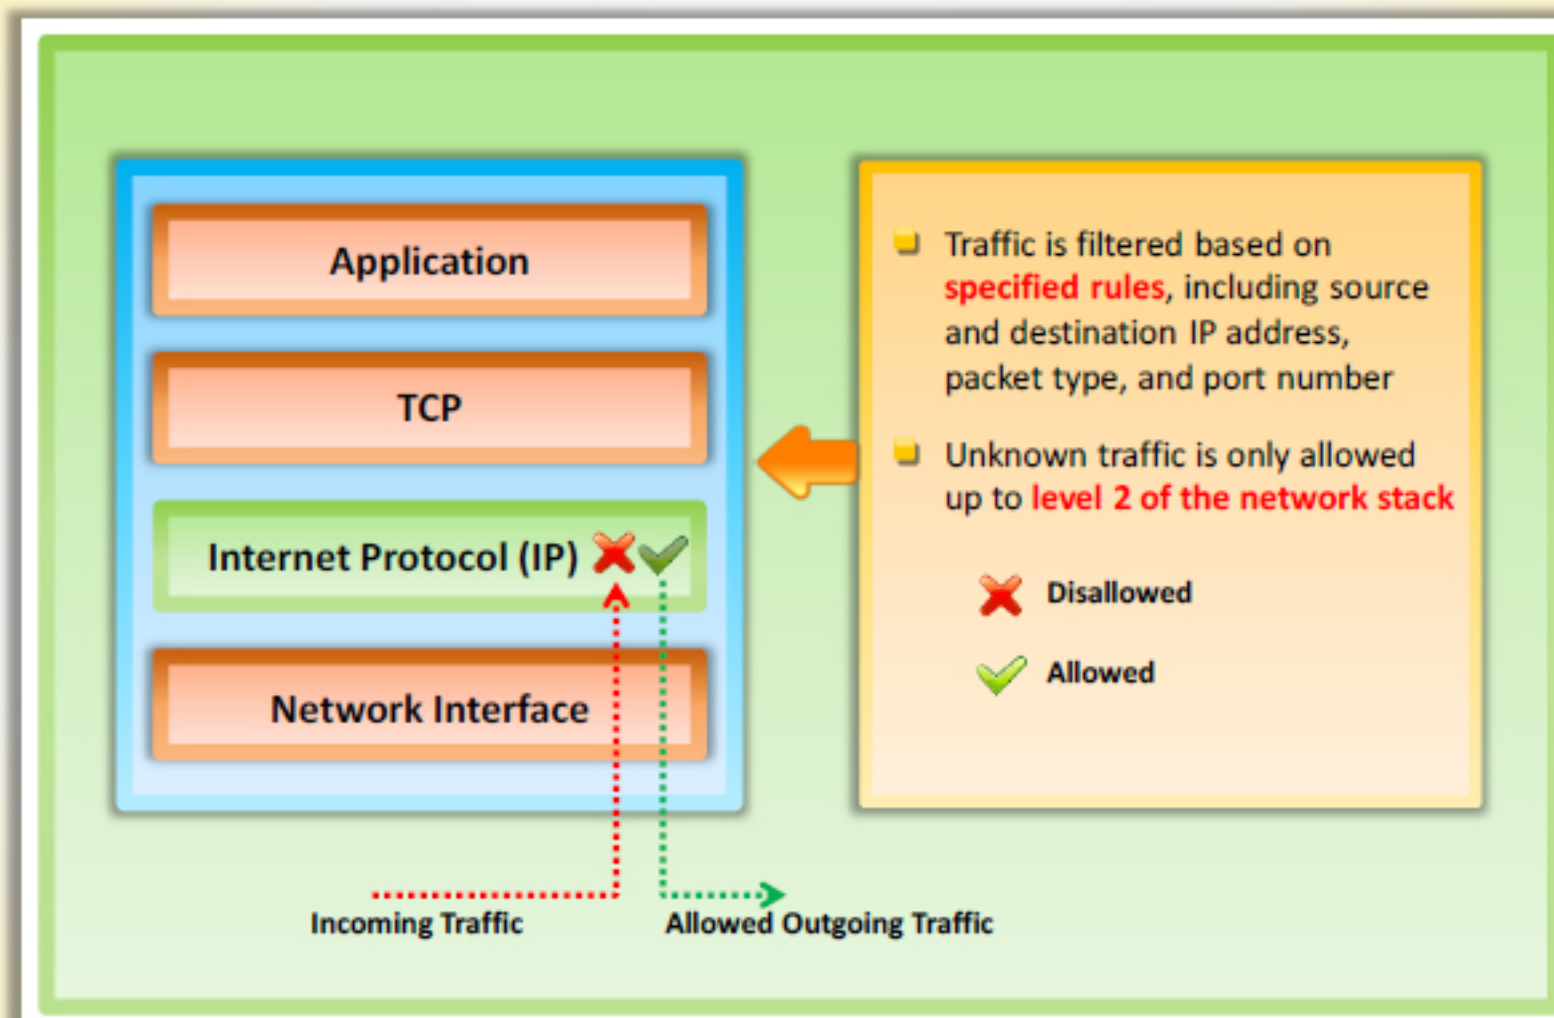 Application
TCP
Internet Protocol (IP)
Network Interface
Incoming Traffic
Allowed Outgoing Traffic
Traffic is filtered based on
specified rules, including source
and destination IP address,
packet type, and port number
Unknown traffic is only allowed
up to level 2 of the network stack
Disallowed
Allowed